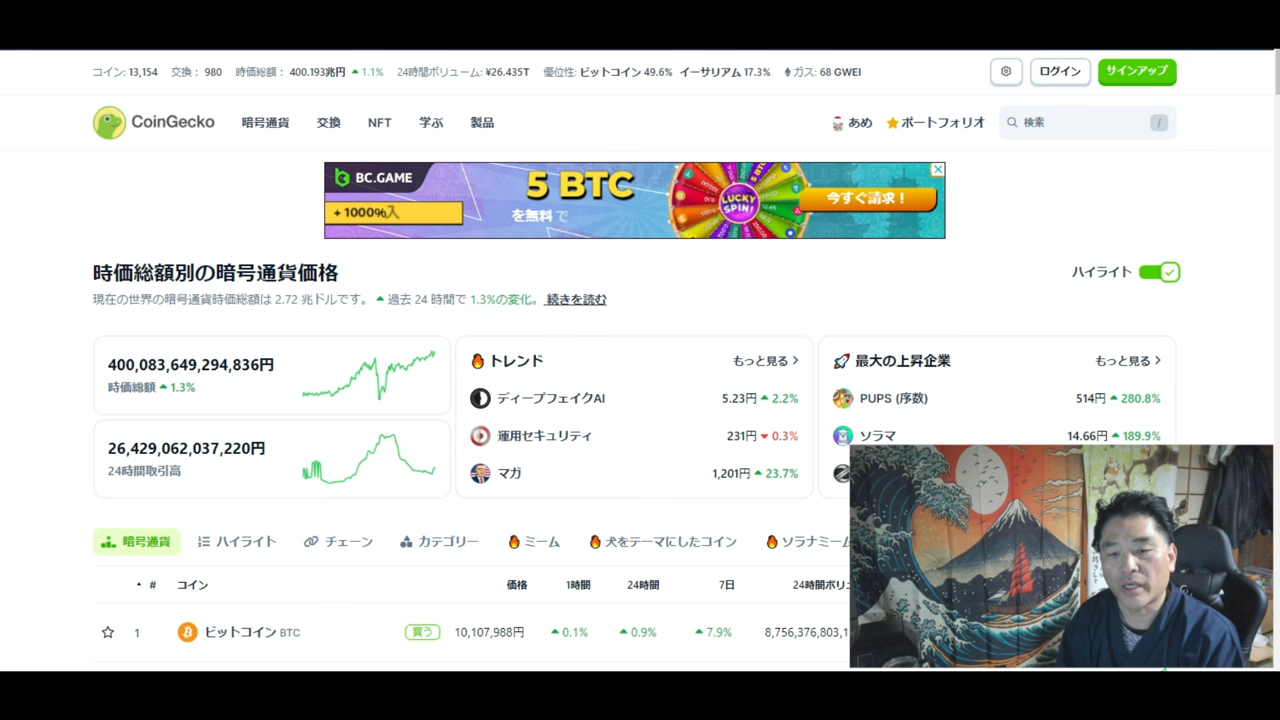 コイン: 13,154 交換： 980 時価総額： 400.193兆円 1.1% 24時間ボリューム: ¥26.435T 優位性: ビットコイン 49.6% イーサリアム 17.3% ガス: 68 GWEI
ログイン
サインアップ
CoinGecko 暗号通貨 交換 NFT 学ぶ 製品 あめ ポートフォリオ 検索 /
BC.GAME
+1000%入
5 BTC
を無料で
LUCKY
SPIN!
今すぐ請求！
時価総額別の暗号通貨価格
ハイライト
現在の世界の暗号通貨時価総額は 2.72 兆ドルです。 過去 24 時間で 1.3%の変化。 続きを読む
400,083,649,294,836円
時価総額 1.3%
26,429,062,037,220円
24時間取引高
トレンド もっと見る
ディープフェイクAI 5.23円 2.2%
運用セキュリティ 231円 0.3%
マガ 1,201円 23.7%
最大の上昇企業 もっと見る
PUPS (序数) 514円 280.8%
ソラマ 14.66円 189.9%
暗号通貨 ハイライト チェーン カテゴリー ミーム 犬をテーマにしたコイン ソラナミーム
# コイン 価格 1時間 24時間 7日 24時間ボリュ
1 ビットコイン BTC 買う 10,107,988円 0.1% 0.9% 7.9% 8,756,376,803,1